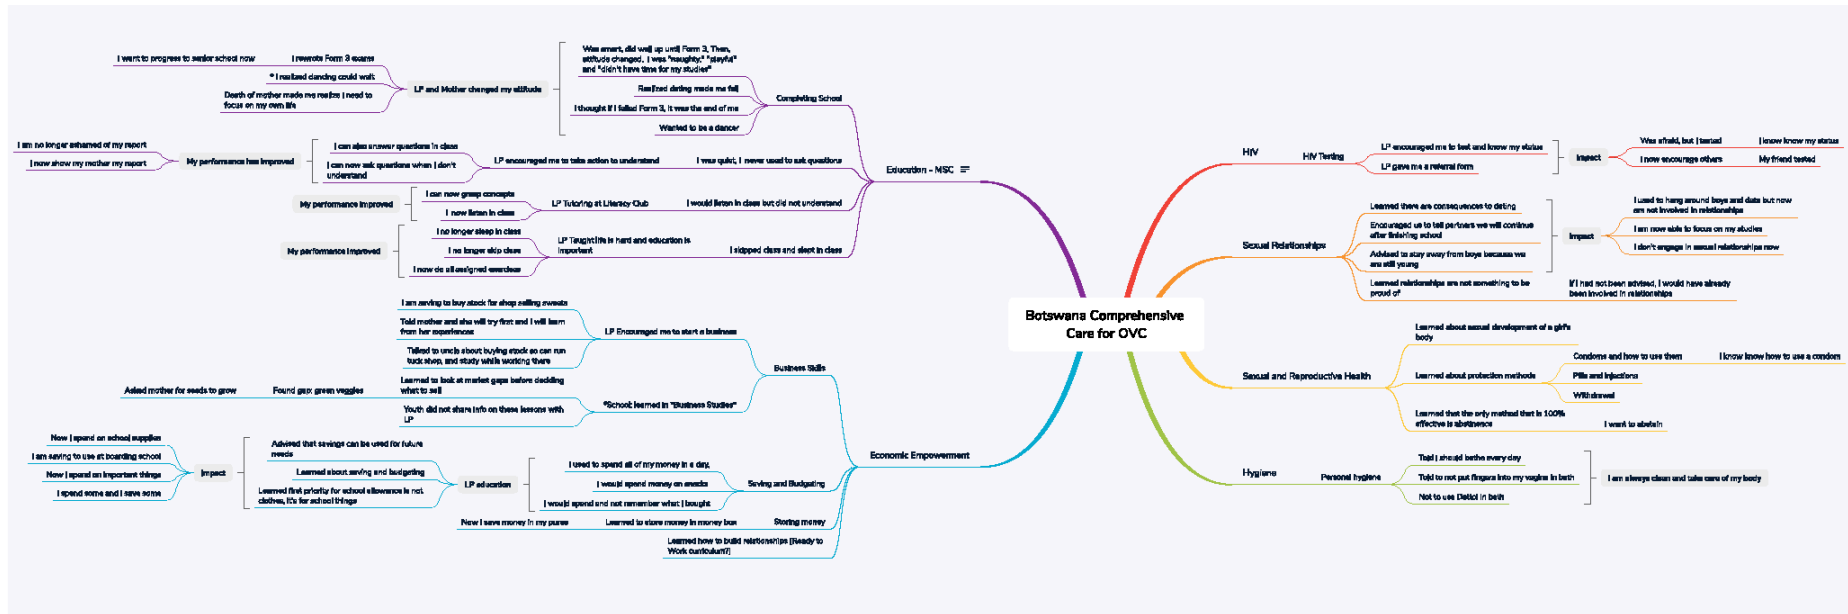 Botswana Comprehensive
Care for OVC
Education - MSC
Completing School
Was smart, did well up until Form 3. Then,
attitude changed. I was "naughty," "playful"
and "didn't have time for my studies"
Realized dating made me fail
I thought if I failed Form 3, it was the end of me
Wanted to be a dancer
LP and Mother changed my attitude
I rewrote Form 3 exams
I want to progress to senior school now
* I realized dancing could wait
Death of mother made me realize I need to
focus on my own life
I was quiet, I never used to ask questions
LP encouraged me to take action to understand
I can also answer questions in class
I can now ask questions when I don't
understand
My performance has improved
I am no longer ashamed of my report
I now show my mother my report
I would listen in class but did not understand
LP Tutoring at Literacy Club
I can now grasp concepts
I now listen in class
My performance improved
I skipped class and slept in class
LP Taught life is hard and education is
important
I no longer sleep in class
I no longer skip class
I now do all assigned exercises
My performance improved
Economic Empowerment
Business Skills
LP Encouraged me to start a business
I am saving to buy stock for shop selling sweets
Told mother and she will try first and I will learn
from her experiences
Talked to uncle about buying stock so can run
tuck shop, and study while working there
*School: learned in "Business Studies"
Learned to look at market gaps before deciding
what to sell
Found gap: green veggies
Asked mother for seeds to grow
Youth did not share info on these lessons with
LP
Saving and Budgeting
I used to spend all of my money in a day,
I would spend money on snacks
I would spend and not remember what I bought
LP education
Advised that savings can be used for future
needs
Learned about saving and budgeting
Learned first priority for school allowance is not
clothes, it's for school things
Impact
Now I spend on school supplies
I am saving to use at boarding school
Now I spend on important things
I spend some and I save some
Storing money
Learned to store money in money box
Now I save money in my purse
Learned how to build relationships [Ready to
Work curriculum?]
HIV
HIV Testing
LP encouraged me to test and know my status
LP gave me a referral form
Impact
Was afraid, but I tested
I know know my status
I now encourage others
My friend tested
Sexual Relationships
Learned there are consequences to dating
Encouraged us to tell partners we will continue
after finishing school
Advised to stay away from boys because we
are still young
Learned relationships are not something to be
proud of
Impact
I used to hang around boys and date but now
am not involved in relationships
I am now able to focus on my studies
I don't engage in sexual relationships now
If I had not been advised, I would have already
been involved in relationships
Sexual and Reproductive Health
Learned about sexual development of a girl's
body
Learned about protection methods
Condoms and how to use them
I know know how to use a condom
Pills and Injections
Withdrawal
Learned that the only method that is 100%
effective is abstinence
I want to abstain
Hygiene
Personal hygiene
Told I should bathe every day
Told to not put fingers into my vagina in bath
Not to use Dettol in bath
I am always clean and take care of my body